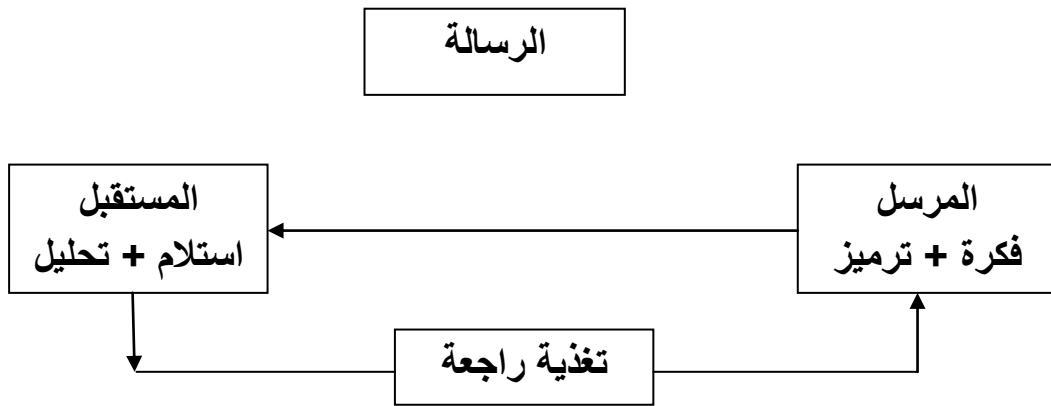 الرسالة
المرسل
فكرة + ترميز
المستقبل
استلام + تحليل
تغذية راجعة